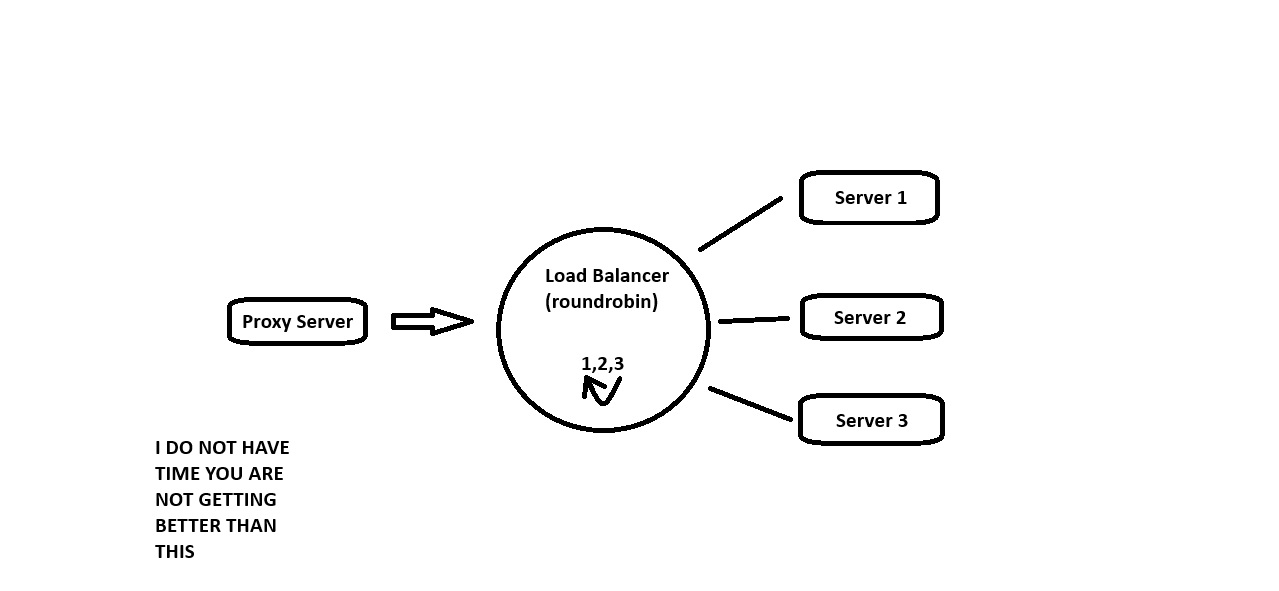 Server 1
Load Balancer
(roundrobin)
Proxy Server
Server 2
1,2,3
Server 3
I DO NOT HAVE
TIME YOU ARE
NOT GETTING
BETTER THAN
THIS